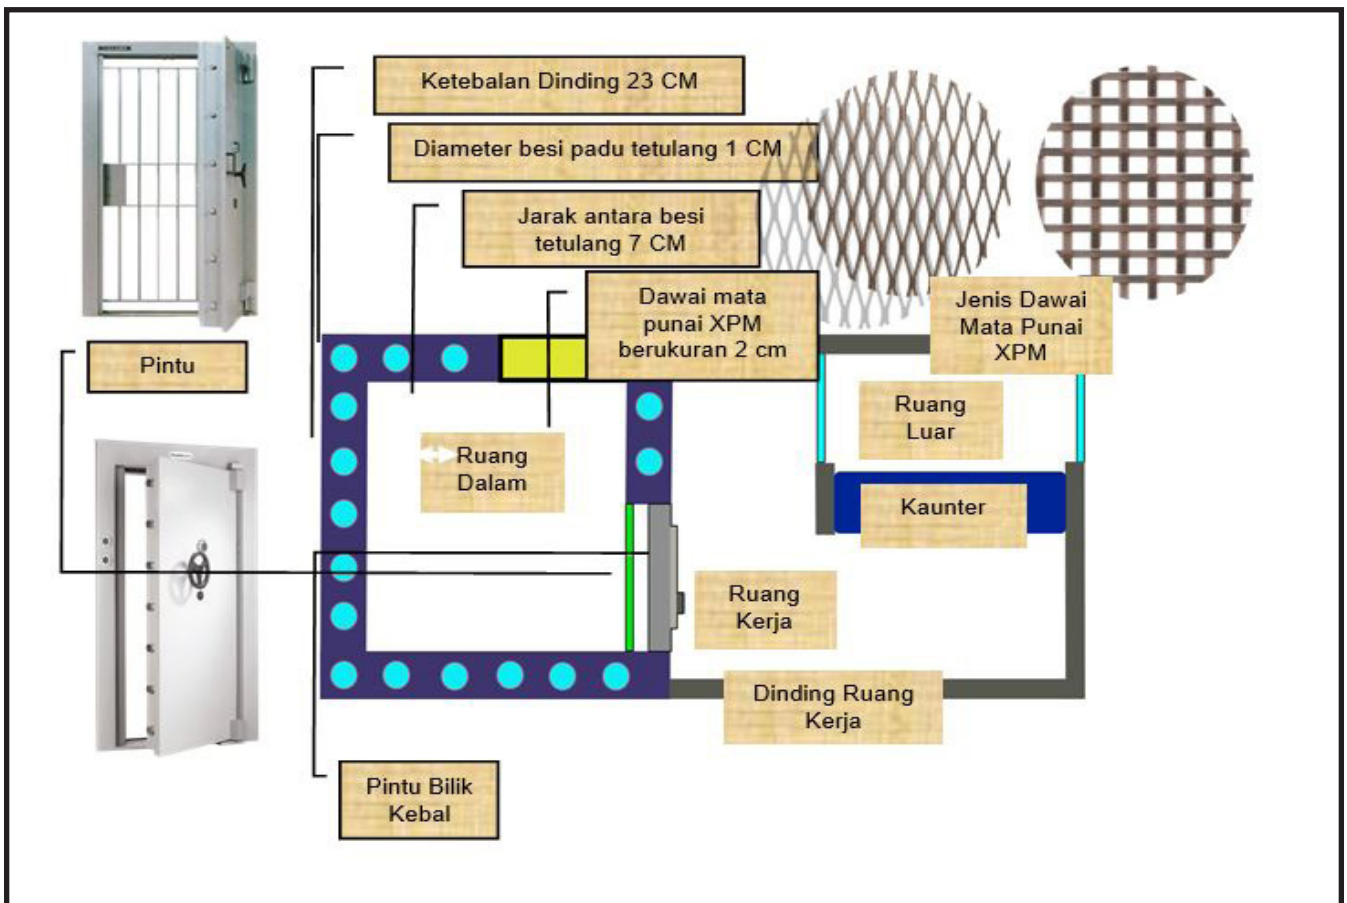 Ketebalan Dinding 23 CM
Diameter besi padu tetulang 1 CM
Jarak antara besi
tetulang 7 CM
Dawai mata
punai XPM
berukuran 2 cm
Jenis Dawai
Mata Punai
XPM
Pintu
Ruang
Luar
Ruang
Dalam
Kaunter
Ruang
Kerja
Dinding Ruang
Kerja
Pintu Bilik
Kebal